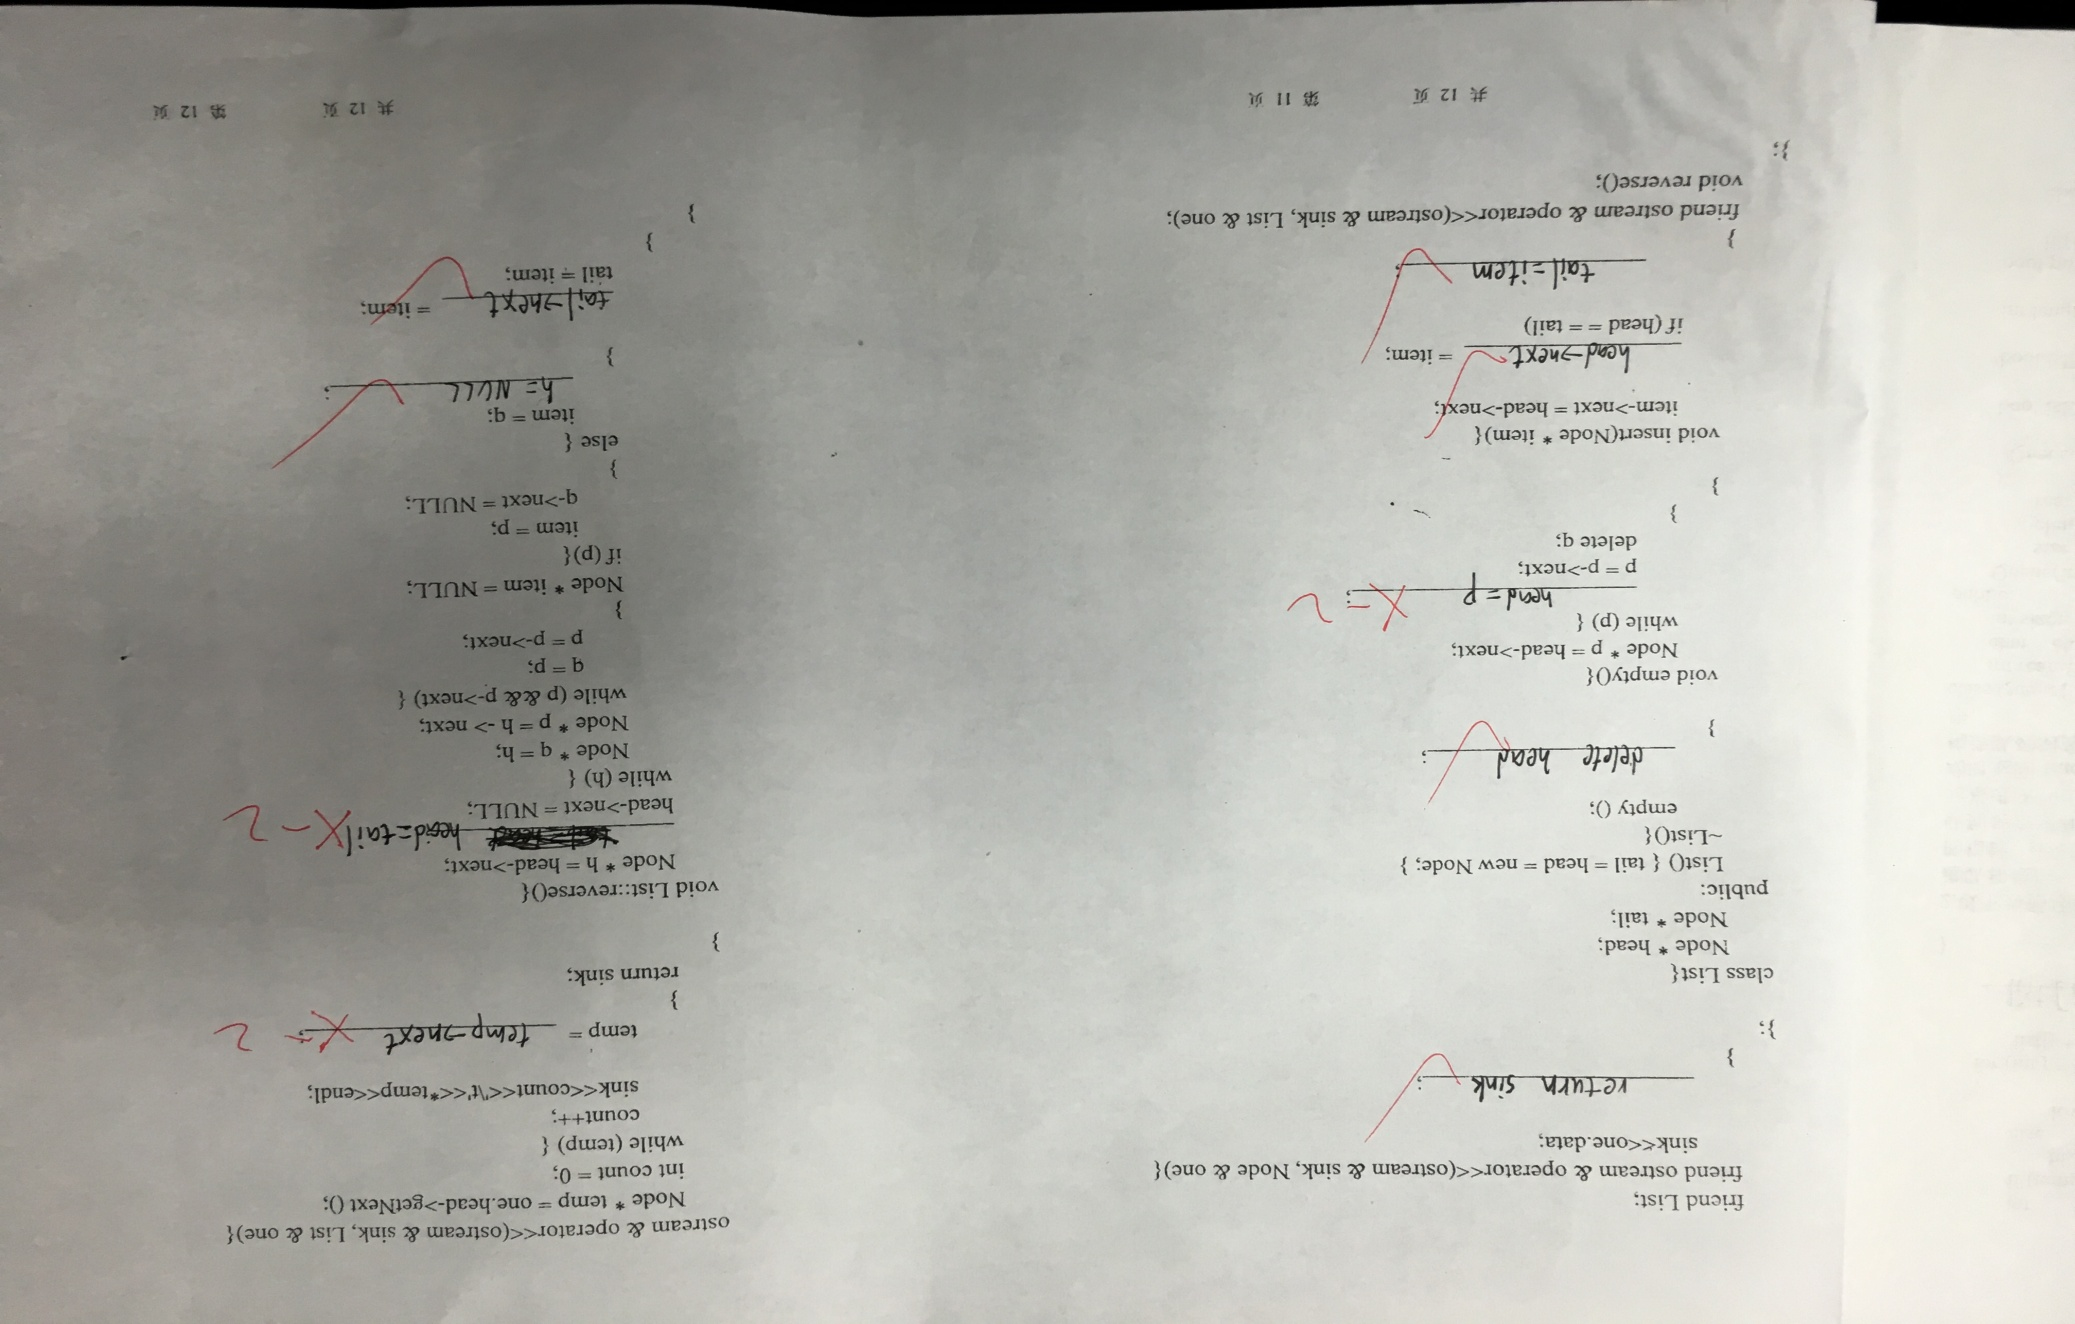 friend List;
friend ostream & operator<<(ostream & sink, Node & one){
sink<<one.data;
return sink ;
}
};
class List{
Node * head;
Node * tail;
public:
List() { tail = head = new Node; }
~List(){
empty ();
delete head ;
}
void empty(){
Node * p = head->next;
while (p) {
head=p ; X-2
p = p->next;
delete q;
}
}
void insert(Node * item){
item->next = head->next;
head->next = item;
if (head = = tail)
tail=item ;
}
friend ostream & operator<<(ostream & sink, List & one);
void reverse();
};
共 12 页 第 11 页
ostream & operator<<(ostream & sink, List & one){
Node * temp = one.head->getNext ();
int count = 0;
while (temp) {
count++;
sink<<count<<'\t'<<*temp<<endl;
temp = temp->next ; X-2
}
return sink;
}
void List::reverse(){
Node * h = head->next;
head=tail X-2
head->next = NULL;
while (h) {
Node * q = h;
Node * p = h -> next;
while (p && p->next) {
q = p;
p = p->next;
}
Node * item = NULL;
if (p){
item = p;
q->next = NULL;
}
else {
item = q;
h = NULL ;
}
tail->next = item;
tail = item;
}
}
共 12 页 第 12 页